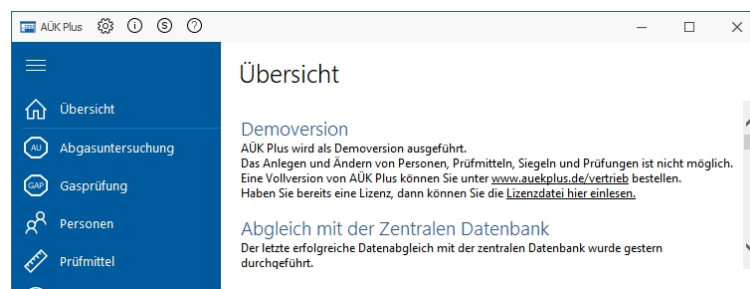 AÜK Plus
Übersicht
Übersicht
AU Abgasuntersuchung
GAP Gasprüfung
Personen
Prüfmittel
Demoversion
AÜK Plus wird als Demoversion ausgeführt.
Das Anlegen und Ändern von Personen, Prüfmitteln, Siegeln und Prüfungen ist nicht möglich.
Eine Vollversion von AÜK Plus können Sie unter www.auekplus.de/vertrieb bestellen.
Haben Sie bereits eine Lizenz, dann können Sie die Lizenzdatei hier einlesen.
Abgleich mit der Zentralen Datenbank
Der letzte erfolgreiche Datenabgleich mit der zentralen Datenbank wurde gestern
durchgeführt.